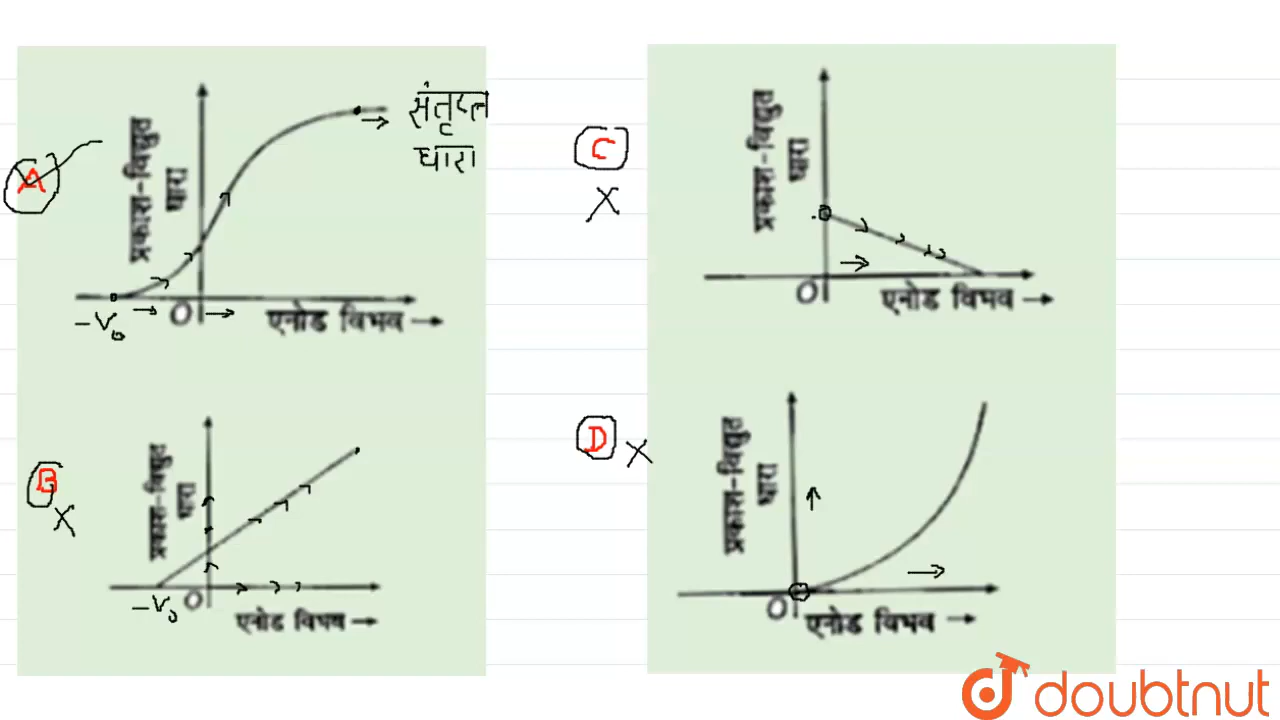 A
प्रकाश-विद्युत
धारा
संतृप्त
धारा
-V₀
O
एनोड विभव →
B
प्रकाश-विद्युत
धारा
-V₀
O
एनोड विभव →
C
X
प्रकाश-विद्युत
धारा
O
एनोड विभव →
D X
प्रकाश-विद्युत
धारा
O
एनोड विभव →
X
doubtnut